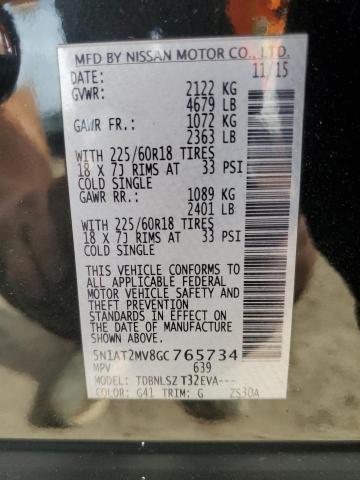 MFD BY NISSAN MOTOR CO., LTD.
DATE: 11/15
GVWR: 2122 KG
4679 LB
GAWR FR.: 1072 KG
2363 LB
WITH 225/60R18 TIRES
18 X 7J RIMS AT 33 PSI
COLD SINGLE
GAWR RR.: 1089 KG
2401 LB
WITH 225/60R18 TIRES
18 X 7J RIMS AT 33 PSI
COLD SINGLE
THIS VEHICLE CONFORMS TO
ALL APPLICABLE FEDERAL
MOTOR VEHICLE SAFETY
AND THEFT PREVENTION
STANDARDS IN EFFECT ON
THE DATE OF MANUFACTURE
SHOWN ABOVE.
5N1AT2MV8GC765734
MPV 639
MODEL: TDBNLSZ T32EVA---
COLOR: G41 TRIM: G ZS30A